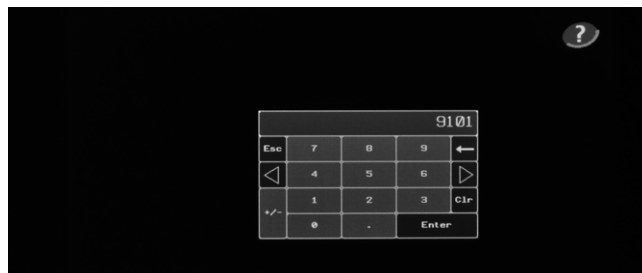 ?
9101
Esc 7 8 9 ←
◁ 4 5 6 ▷
+/- 1 2 3 Clr
0 . Enter